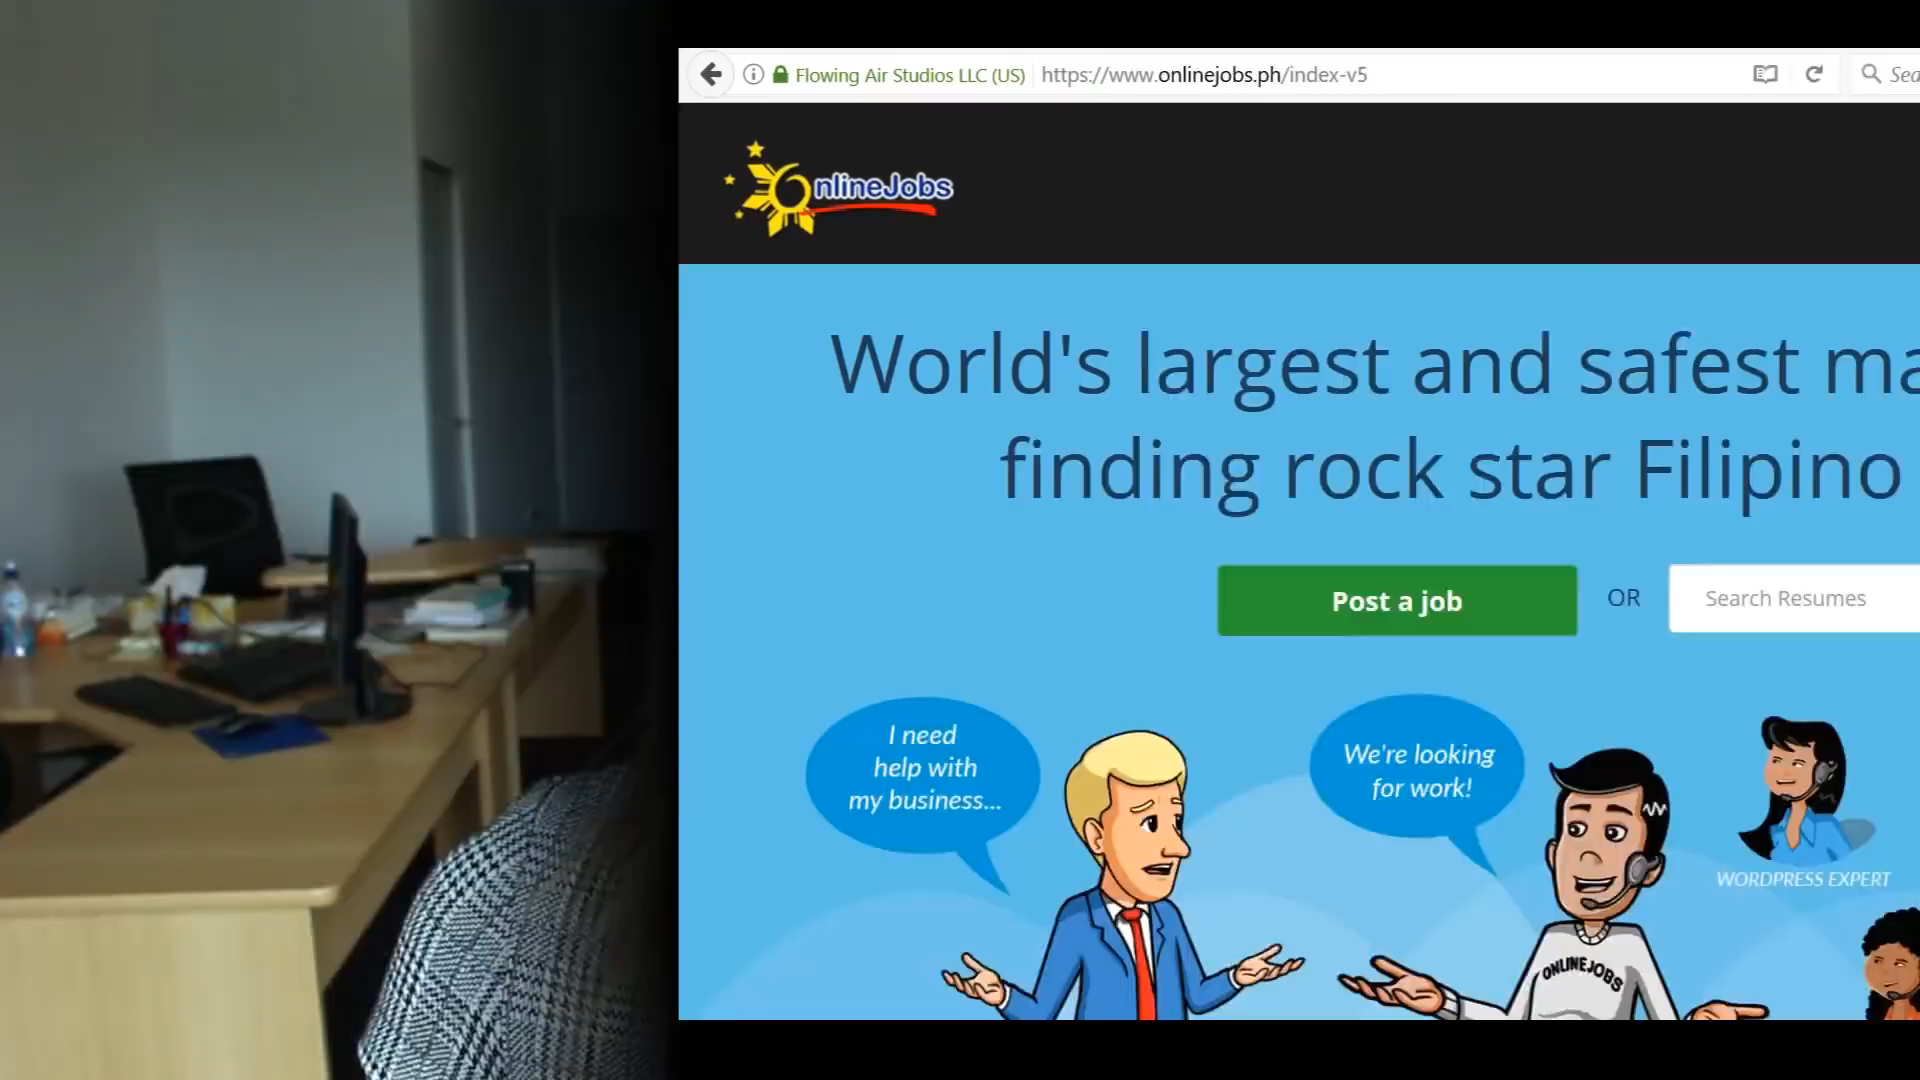 Flowing Air Studios LLC (US) https://www.onlinejobs.ph/index-v5
OnlineJobs
World's largest and safest
finding rock star Filipino
Post a job OR Search Resumes
I need
help with
my business...
We're looking
for work!
WORDPRESS EXPERT
ONLINEJOBS